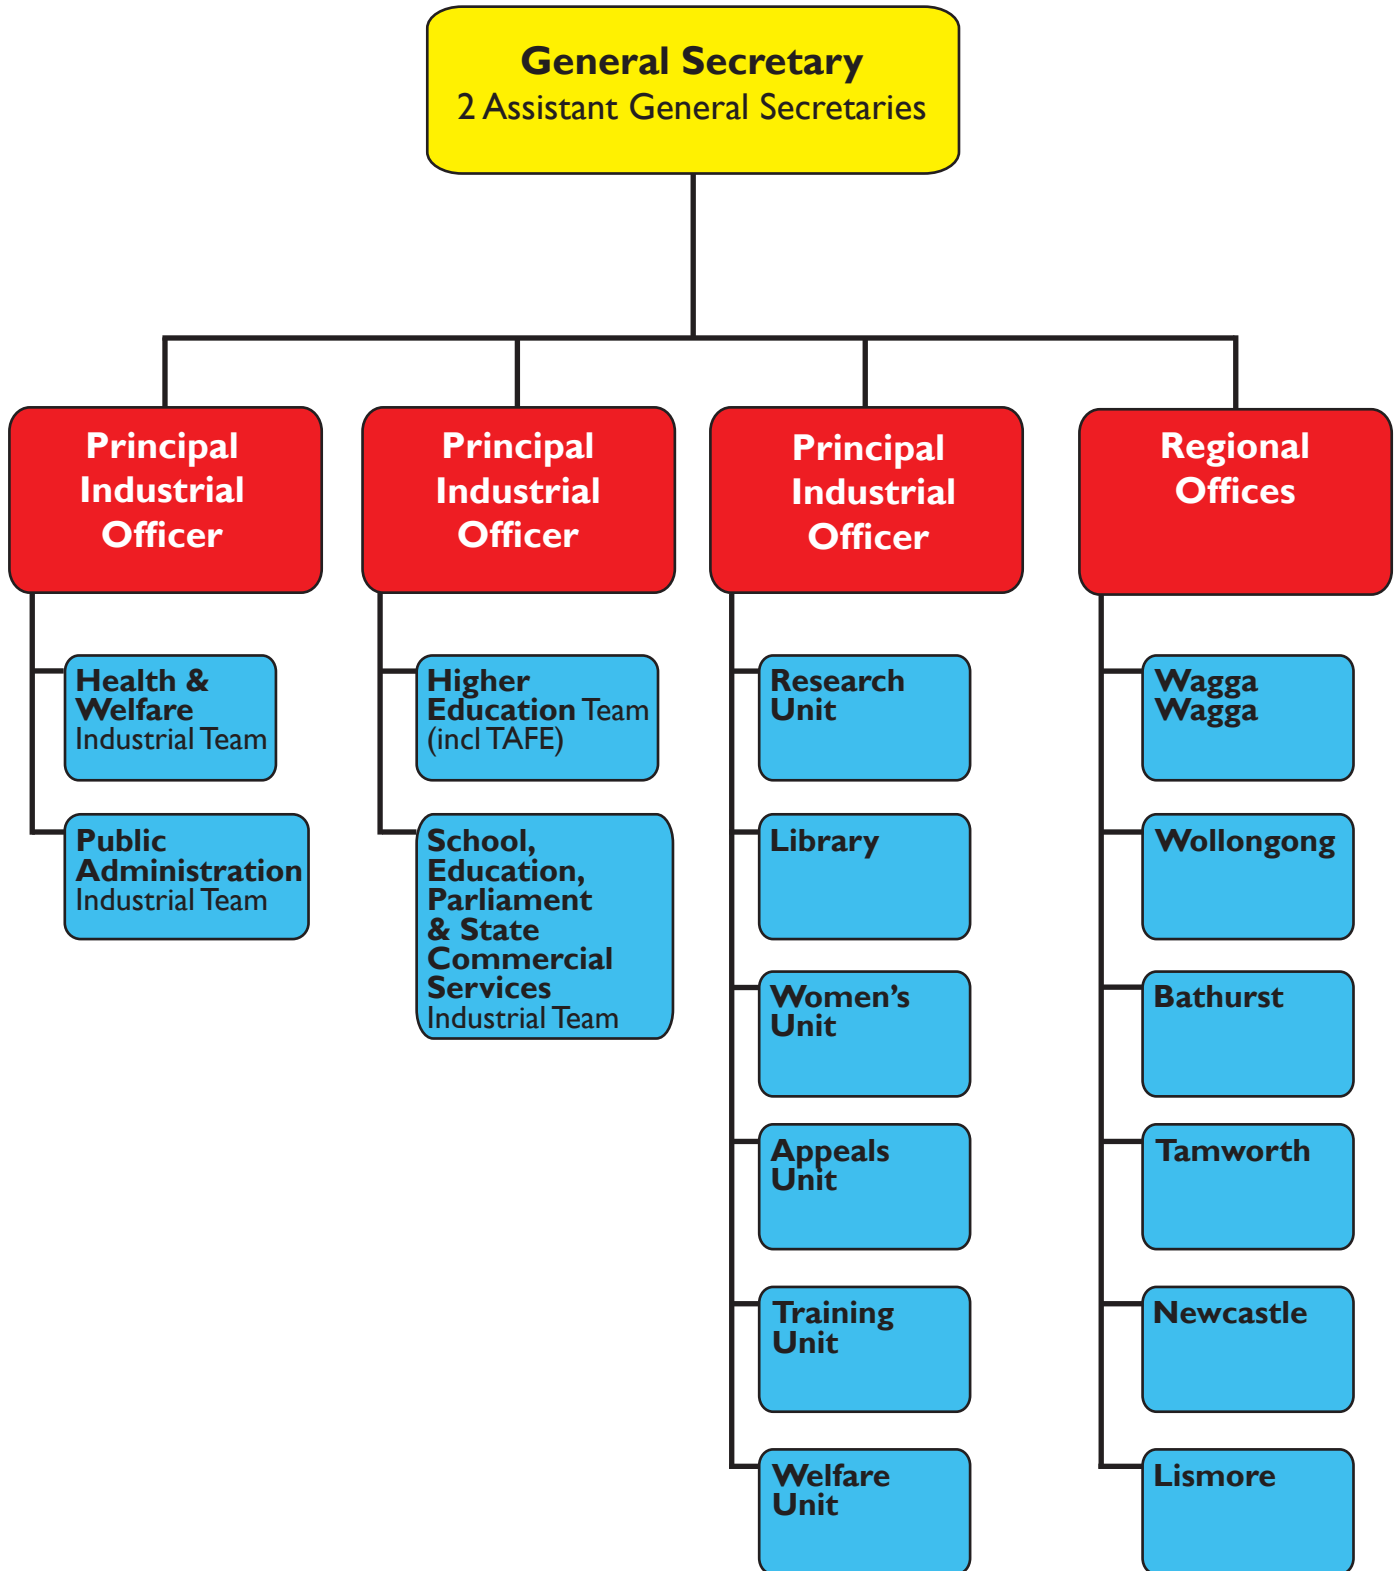 General Secretary
2 Assistant General Secretaries
Principal
Industrial
Officer
Health &
Welfare
Industrial Team
Public
Administration
Industrial Team
Principal
Industrial
Officer
Higher
Education Team
(incl TAFE)
School,
Education,
Parliament
& State
Commercial
Services
Industrial Team
Principal
Industrial
Officer
Research
Unit
Library
Women’s
Unit
Appeals
Unit
Training
Unit
Welfare
Unit
Regional
Offices
Wagga
Wagga
Wollongong
Bathurst
Tamworth
Newcastle
Lismore